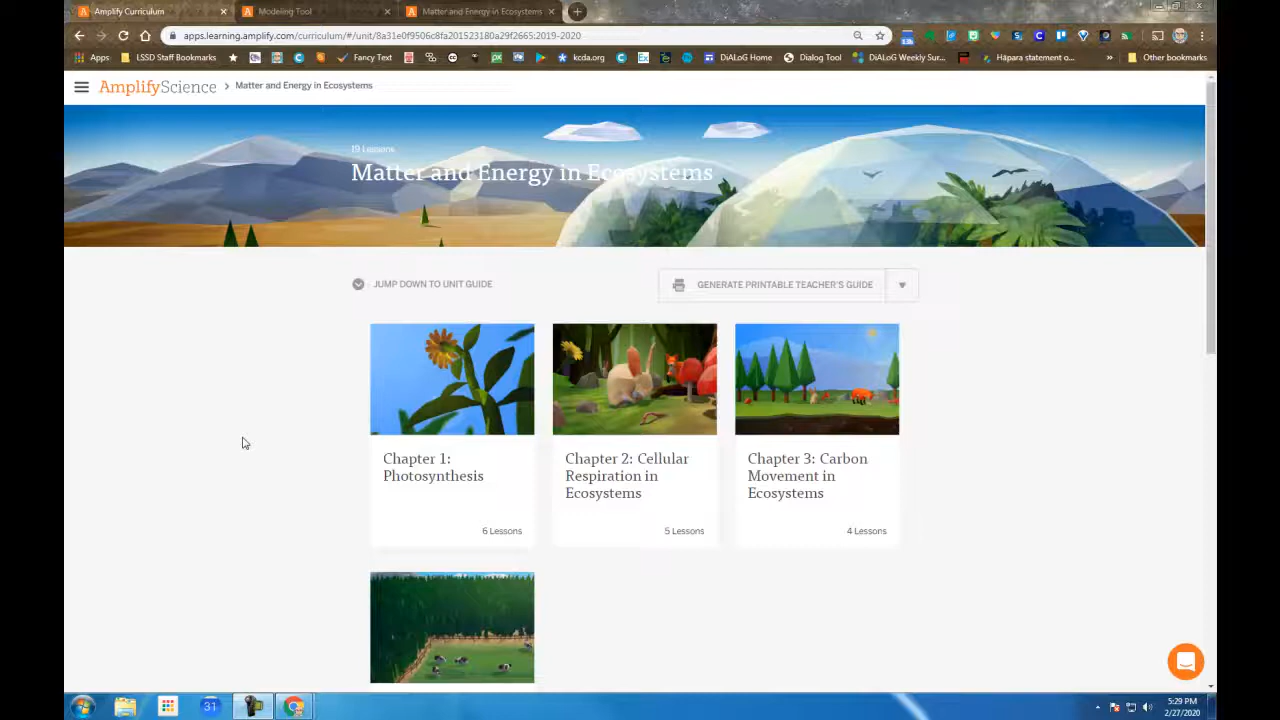 Amplify Curriculum
Modeling Tool
Matter and Energy in Ecosystems
apps.learning.amplify.com/curriculum/#/unit/8a31e0f9506c8fa201523180a29f2665:2019-2020
Apps
LSSD Staff Bookmarks
Fancy Text
kcda.org
DiALoG Home
Dialog Tool
DiALoG Weekly Sur...
Hāpara statement o...
»
Other bookmarks
AmplifyScience > Matter and Energy in Ecosystems
19 Lessons
Matter and Energy in Ecosystems
JUMP DOWN TO UNIT GUIDE
GENERATE PRINTABLE TEACHER'S GUIDE
Chapter 1:
Photosynthesis
6 Lessons
Chapter 2: Cellular
Respiration in
Ecosystems
5 Lessons
Chapter 3: Carbon
Movement in
Ecosystems
4 Lessons
31
5:29 PM
2/27/2020